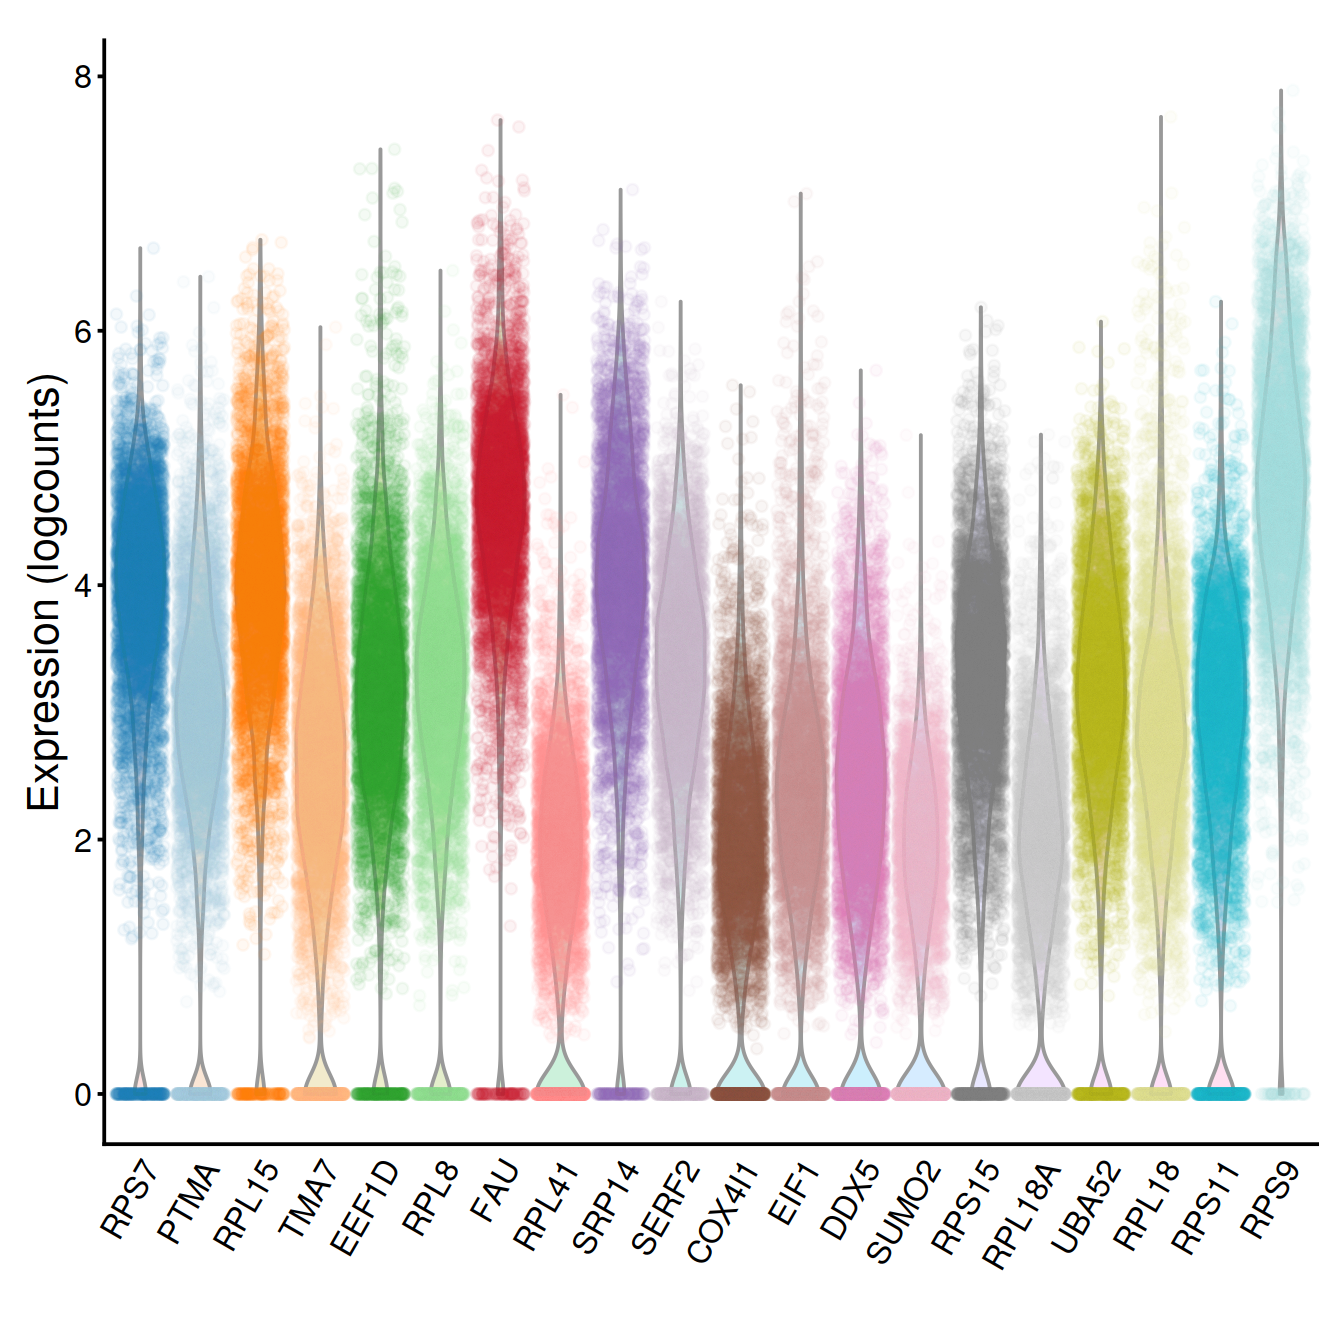 Expression (logcounts)
8
6
4
2
0
RPS7
PTMA
RPL15
TMA7
EEF1D
RPL8
FAU
RPL41
SRP14
SERF2
COX4I1
EIF1
DDX5
SUMO2
RPS15
RPL18A
UBA52
RPL18
RPS11
RPS9